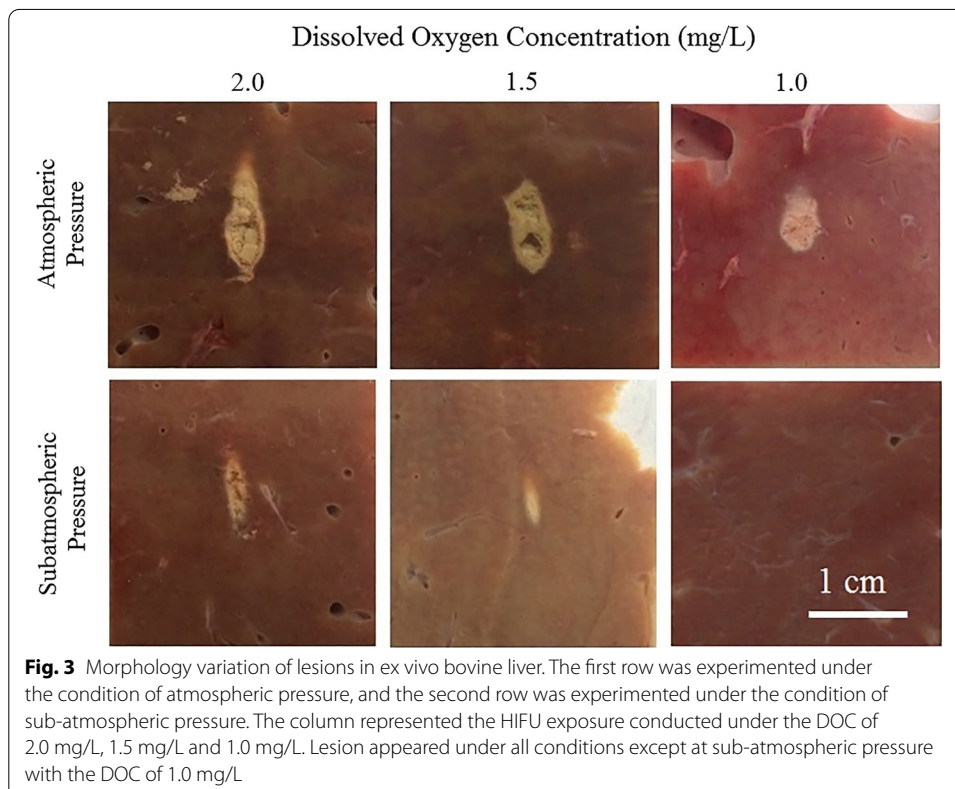 Dissolved Oxygen Concentration (mg/L)
2.0 1.5 1.0
Atmospheric
Pressure
Subatmospheric
Pressure
1 cm
Fig. 3 Morphology variation of lesions in ex vivo bovine liver. The first row was experimented under
the condition of atmospheric pressure, and the second row was experimented under the condition of
sub-atmospheric pressure. The column represented the HIFU exposure conducted under the DOC of
2.0 mg/L, 1.5 mg/L and 1.0 mg/L. Lesion appeared under all conditions except at sub-atmospheric pressure
with the DOC of 1.0 mg/L